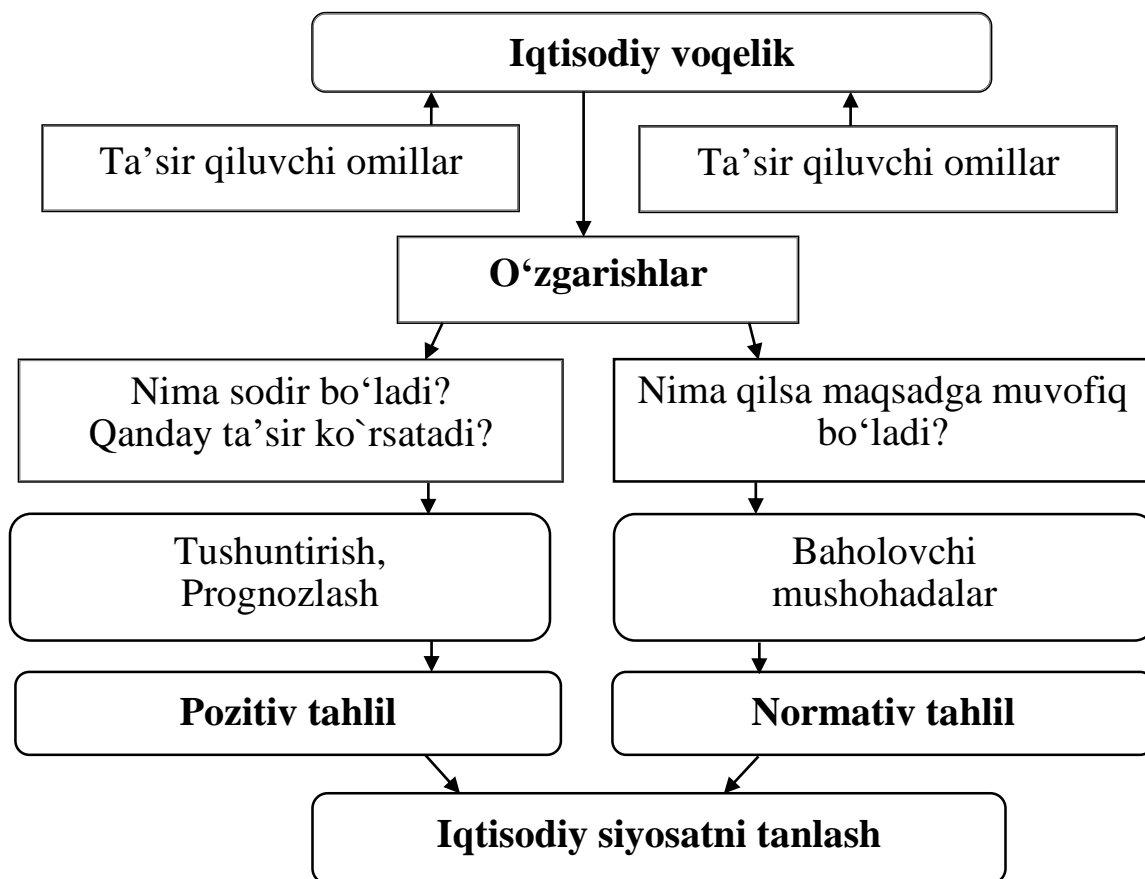 Iqtisodiy voqelik
Ta’sir qiluvchi omillar
Ta’sir qiluvchi omillar
O‘zgarishlar
Nima sodir bo‘ladi?
Qanday ta’sir ko`rsatadi?
Nima qilsa maqsadga muvofiq
bo‘ladi?
Tushuntirish,
Prognozlash
Baholovchi
mushohadalar
Pozitiv tahlil
Normativ tahlil
Iqtisodiy siyosatni tanlash